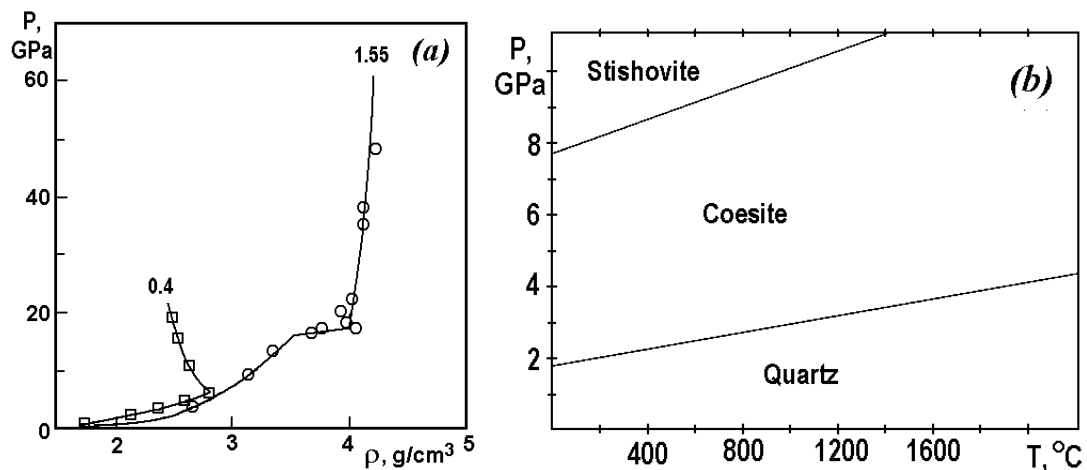 P,
GPa
(a)
60
40
20
0
1.55
0.4
2
3
4
5
ρ, g/cm³
P,
GPa
(b)
Stishovite
8
Coesite
6
4
2
Quartz
400
800
1200
1600
T, °C